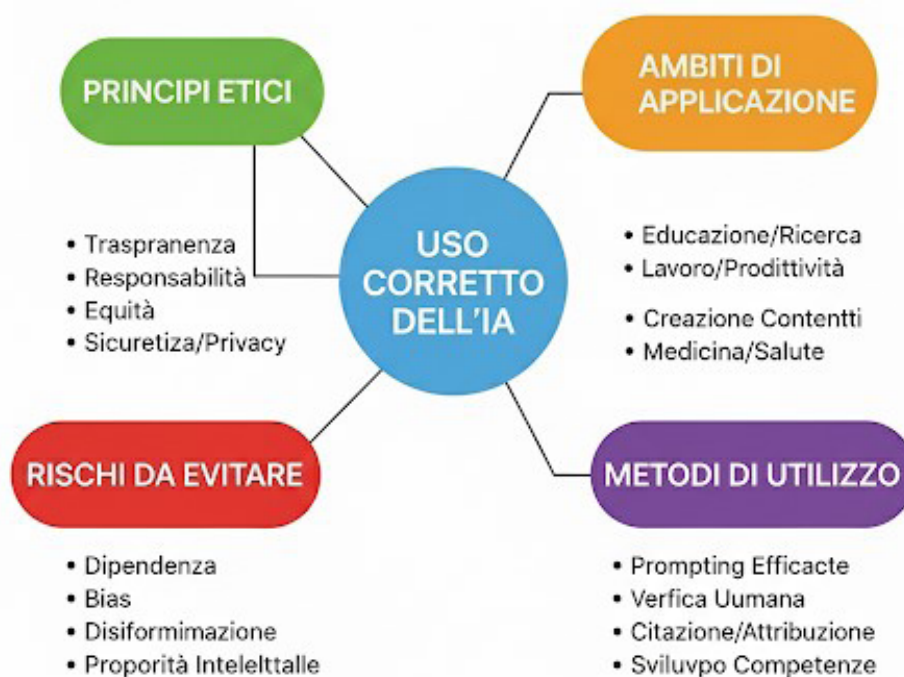 PRINCIPI ETICI
• Traspranenza
• Responsabilità
• Equità
• Sicuretiza/Privacy
AMBITI DI
APPLICAZIONE
• Educazione/Ricerca
• Lavoro/Prodittività
• Creazione Contentti
• Medicina/Salute
USO
CORRETTO
DELL'IA
RISCHI DA EVITARE
• Dipendenza
• Bias
• Disiformimazione
• Proporità Intelelttalle
METODI DI UTILIZZO
• Prompting Efficacte
• Verfica Uumana
• Citazione/Attribuzione
• Sviluvpo Competenze